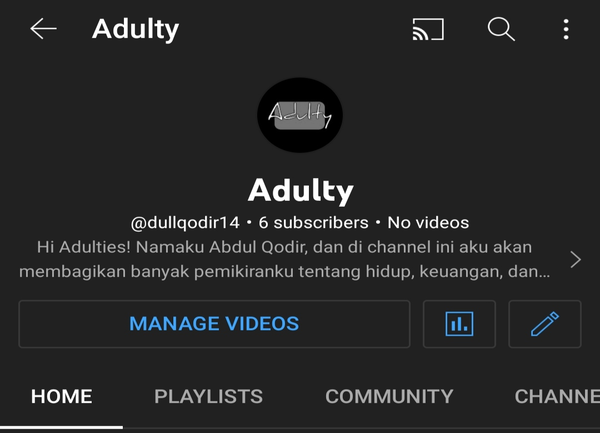 Adulty
Adulty
Adulty
@dullqodir14 • 6 subscribers • No videos
Hi Adulties! Namaku Abdul Qodir, dan di channel ini aku akan
membagikan banyak pemikiranku tentang hidup, keuangan, dan...
MANAGE VIDEOS
HOME PLAYLISTS COMMUNITY CHANNE